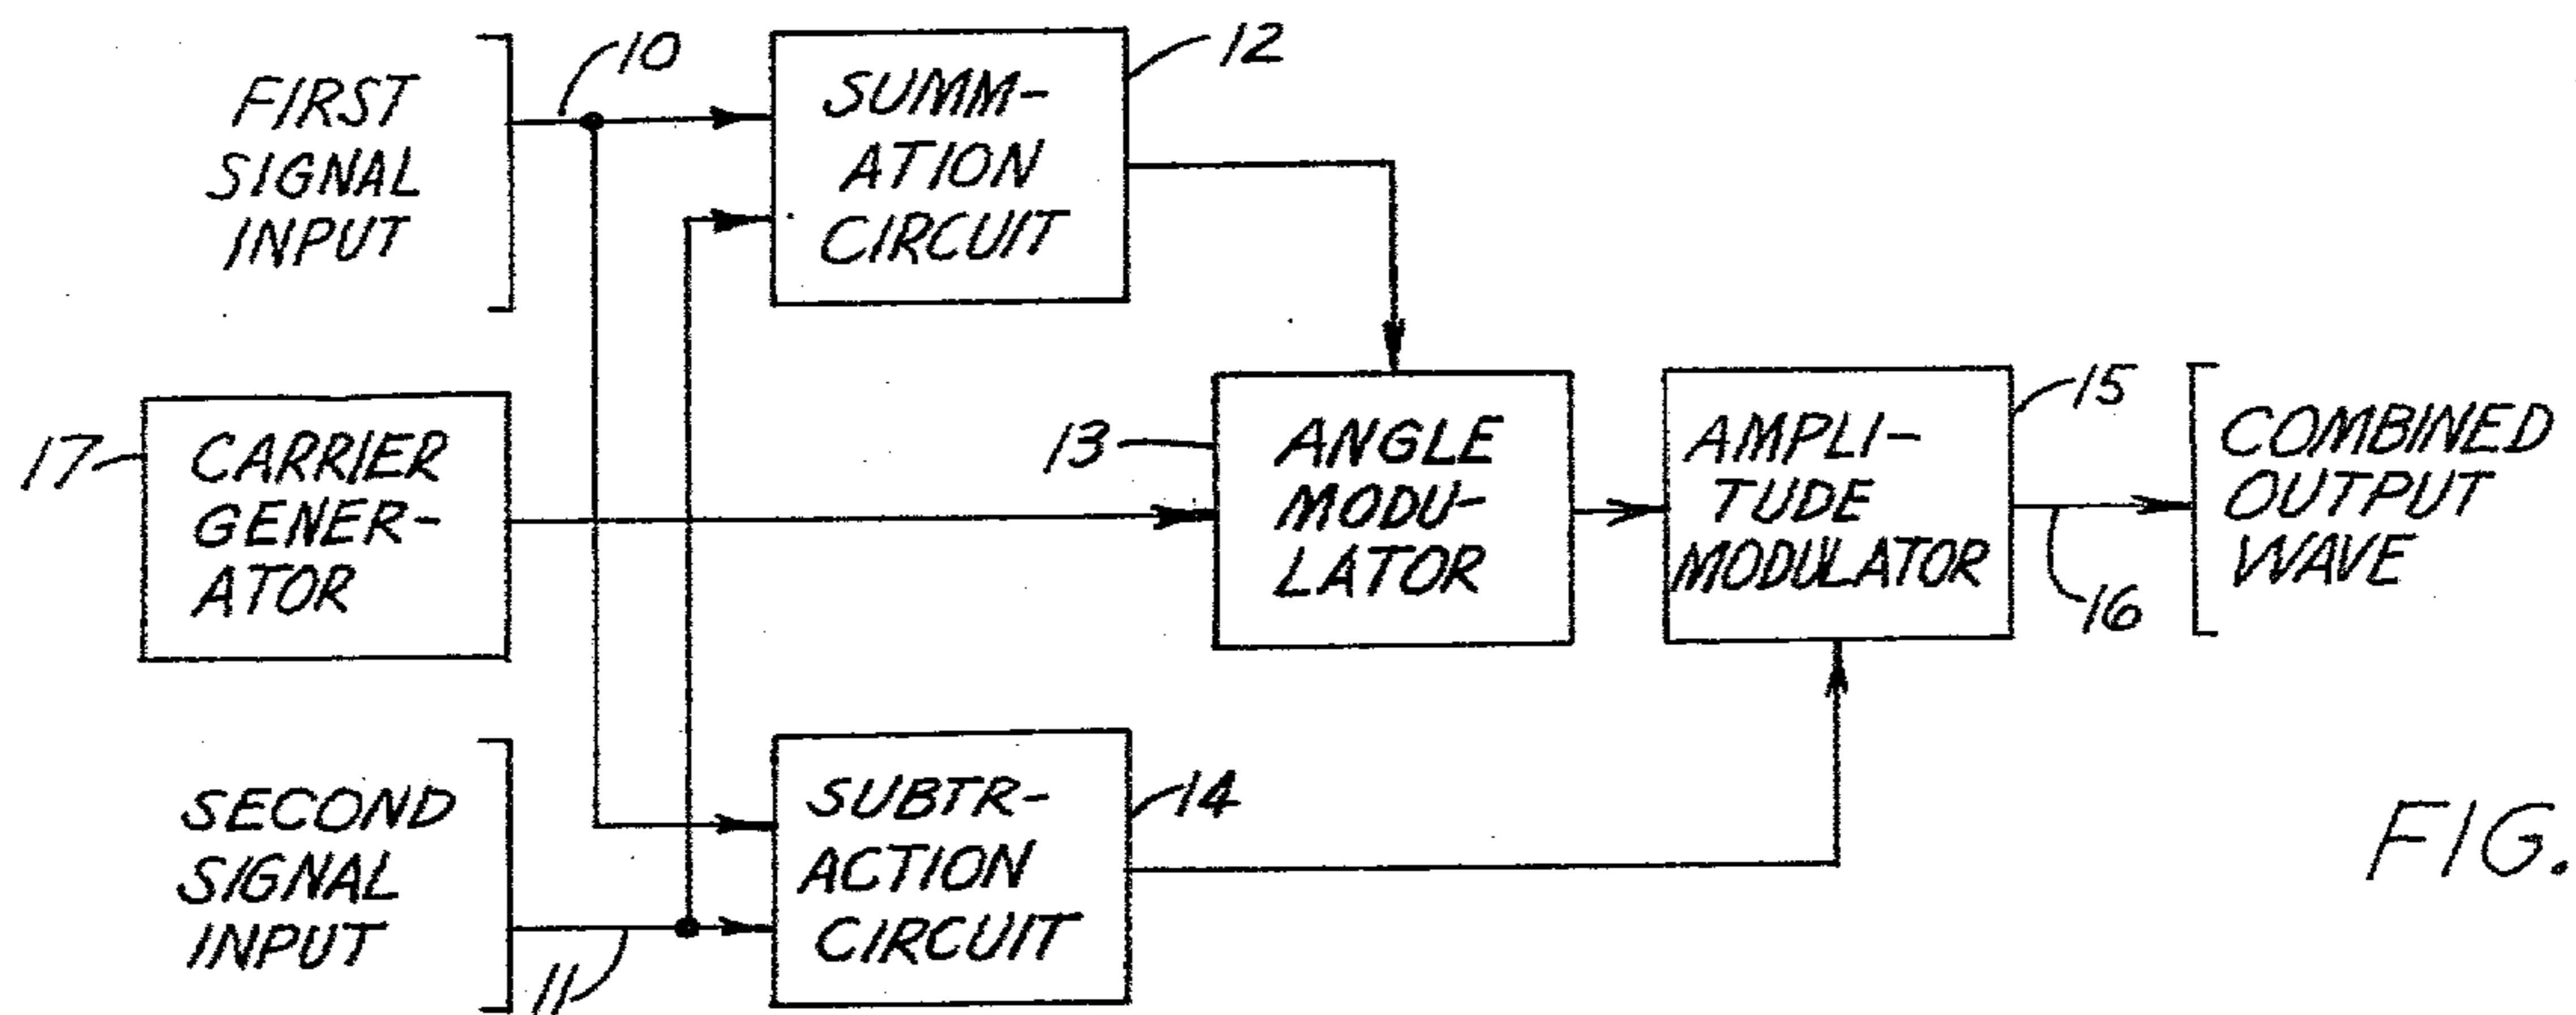 FIRST
SIGNAL
INPUT
10
SUMM-
ATION
CIRCUIT
12
17
CARRIER
GENER-
ATOR
13
ANGLE
MODU-
LATOR
AMPLI-
TUDE
MODULATOR
15
16
COMBINED
OUTPUT
WAVE
SECOND
SIGNAL
INPUT
11
SUBTR-
ACTION
CIRCUIT
14
FIG.